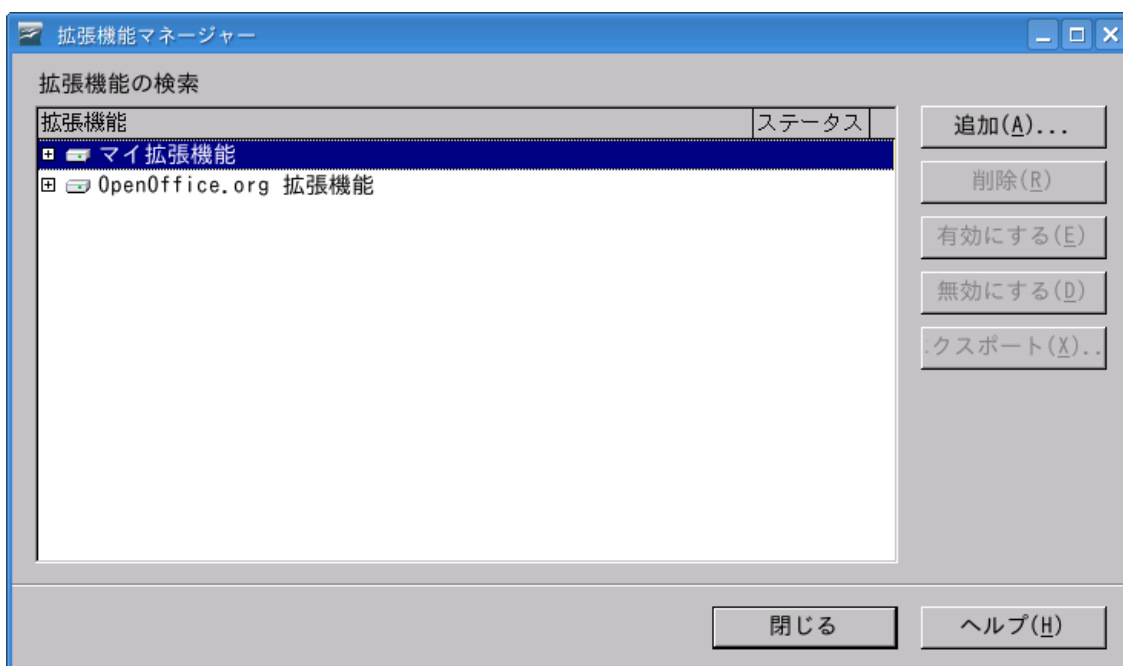 拡張機能マネージャー
拡張機能の検索
拡張機能 ステータス
マイ拡張機能
OpenOffice.org 拡張機能
追加(A)...
削除(R)
有効にする(E)
無効にする(D)
クスポート(X)..
閉じる
ヘルプ(H)